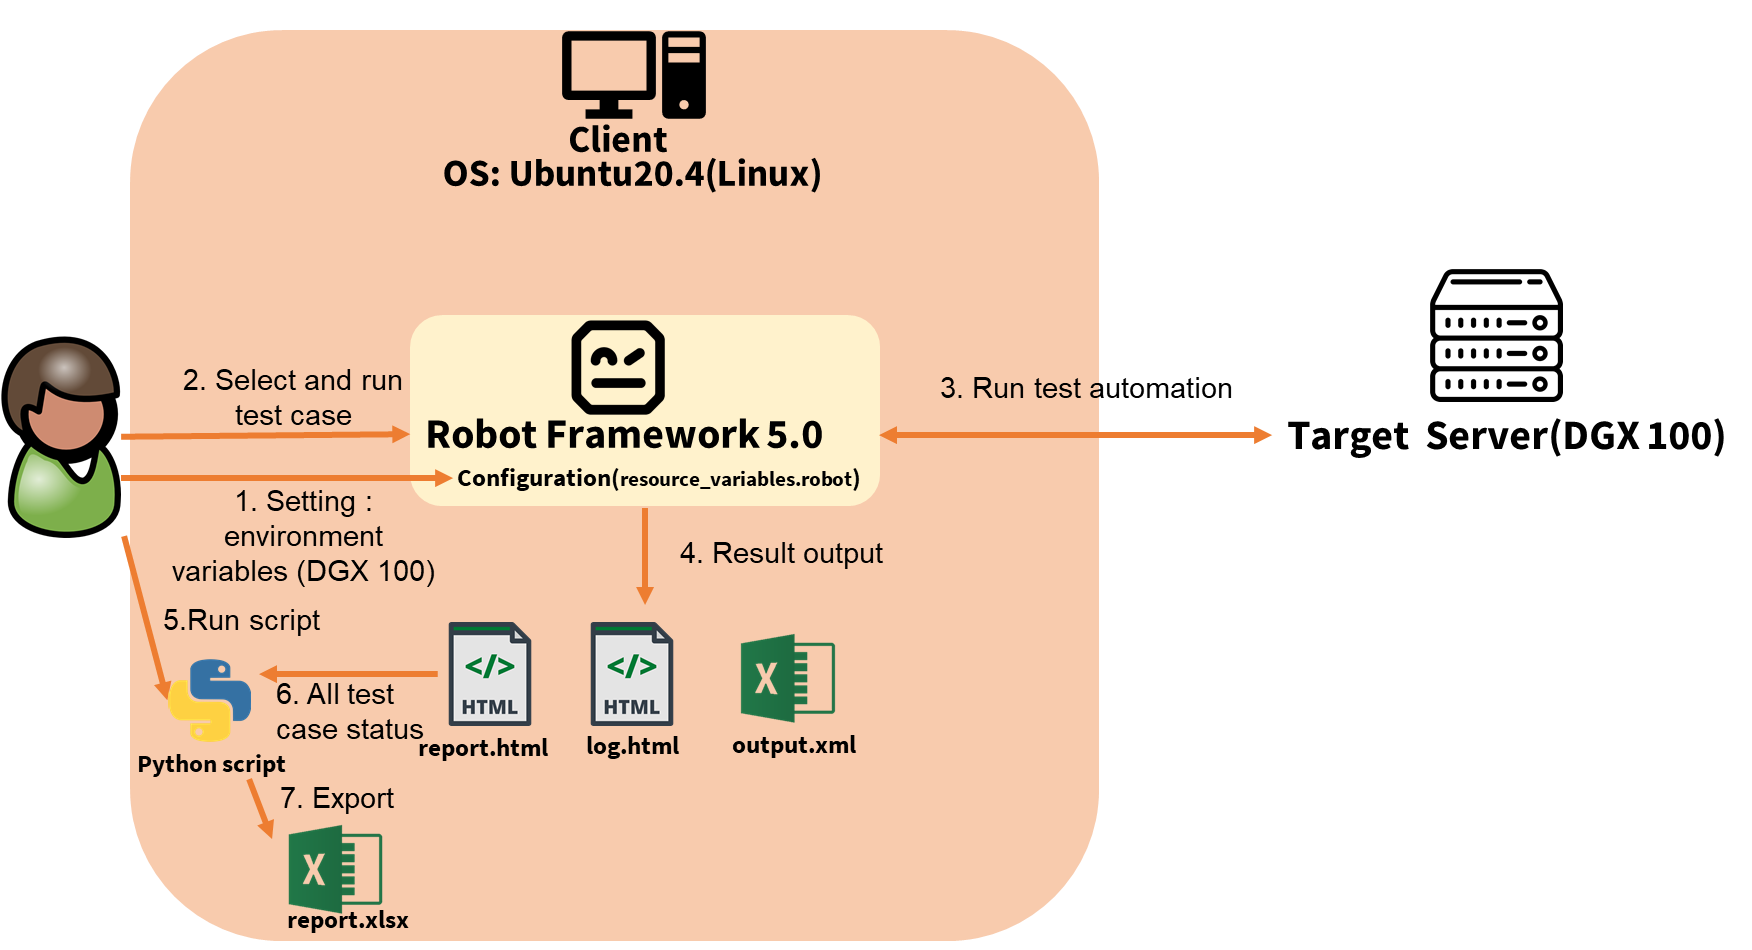 Client
OS: Ubuntu20.4(Linux)
2. Select and run
test case
Robot Framework 5.0
Configuration(resource_variables.robot)
3. Run test automation
Target Server(DGX 100)
1. Setting :
environment
variables (DGX 100)
4. Result output
5.Run script
6. All test
case status
</>
HTML
report.html
</>
HTML
log.html
X
output.xml
Python script
7. Export
X
report.xlsx